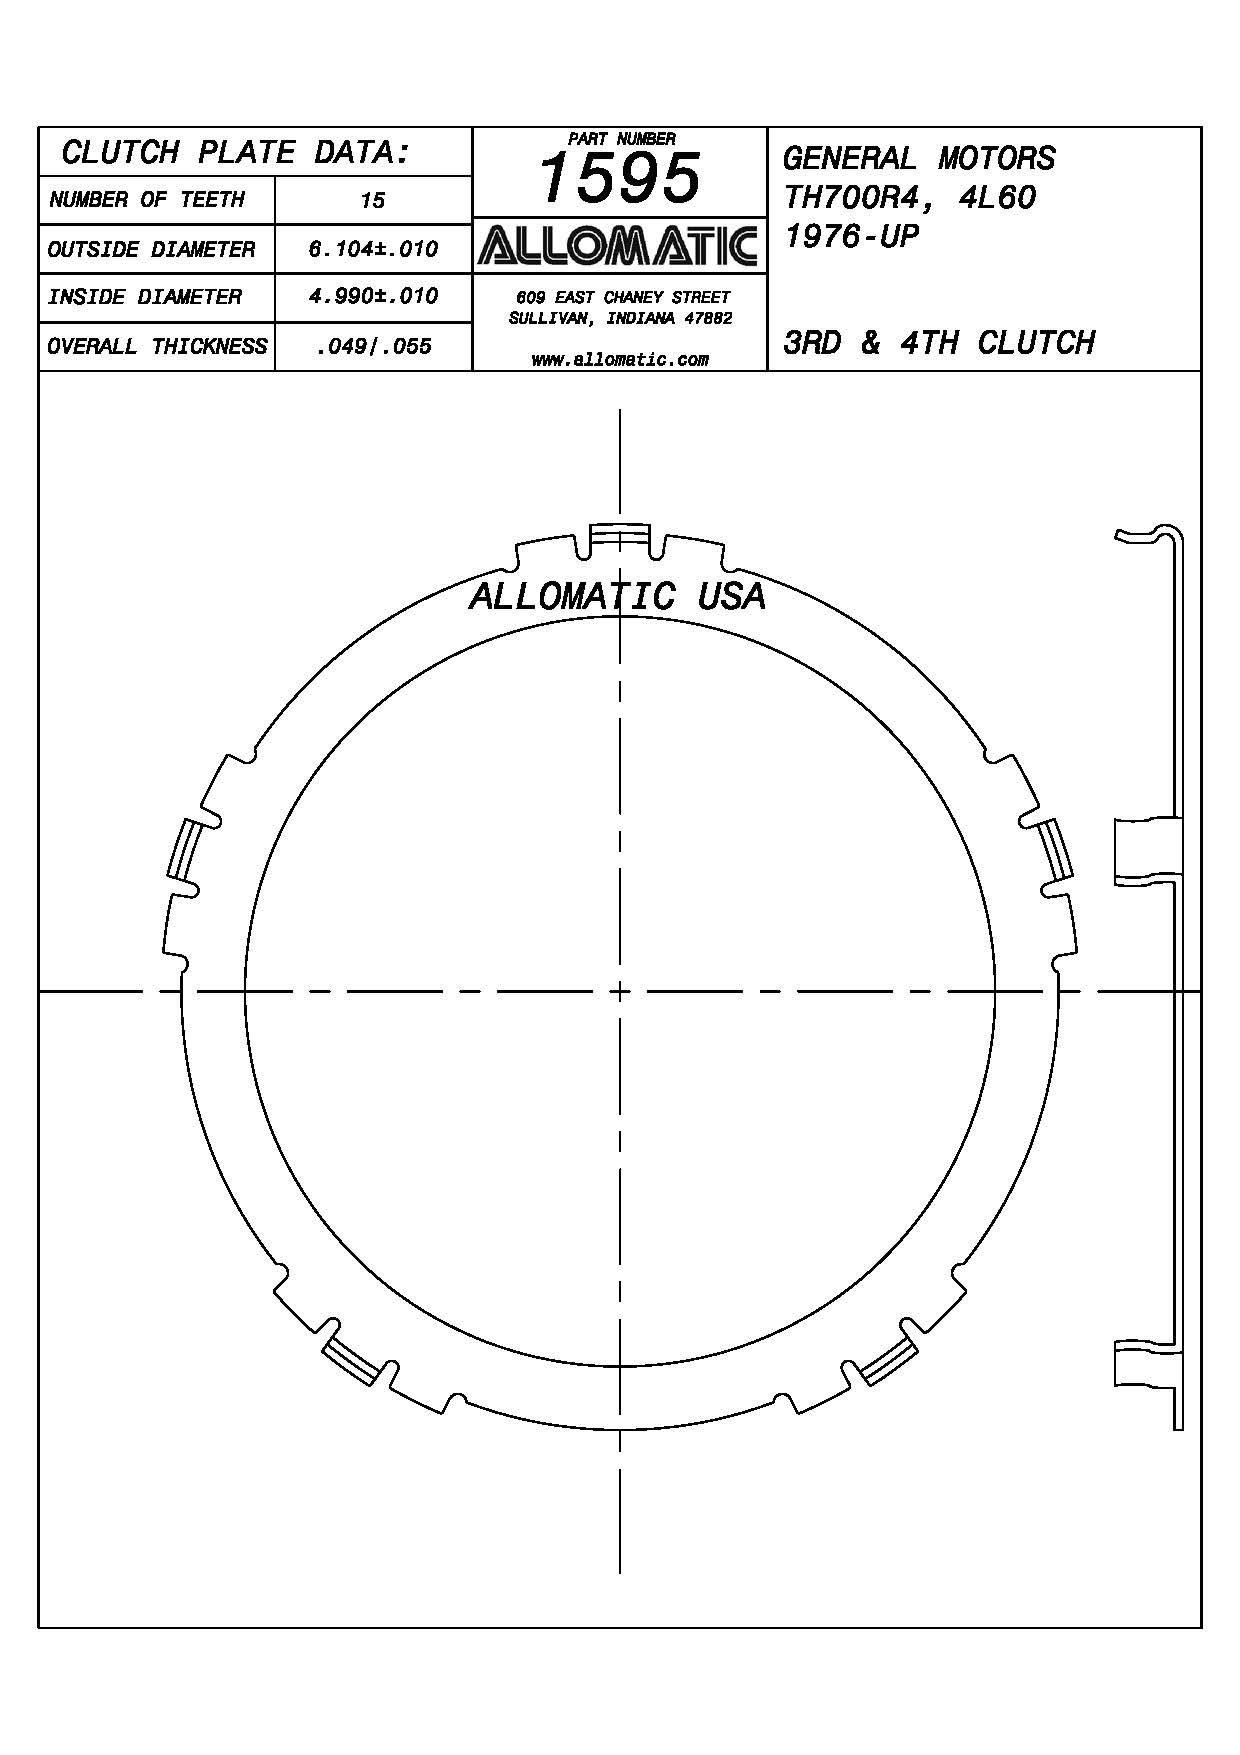 CLUTCH PLATE DATA:
NUMBER OF TEETH 15
OUTSIDE DIAMETER 6.104±.010
INSIDE DIAMETER 4.990±.010
OVERALL THICKNESS .049/.055
PART NUMBER
1595
ALLOMATIC
609 EAST CHANEY STREET
SULLIVAN, INDIANA 47882
www.allomatic.com
GENERAL MOTORS
TH700R4, 4L60
1976-UP
3RD & 4TH CLUTCH
ALLOMATIC USA